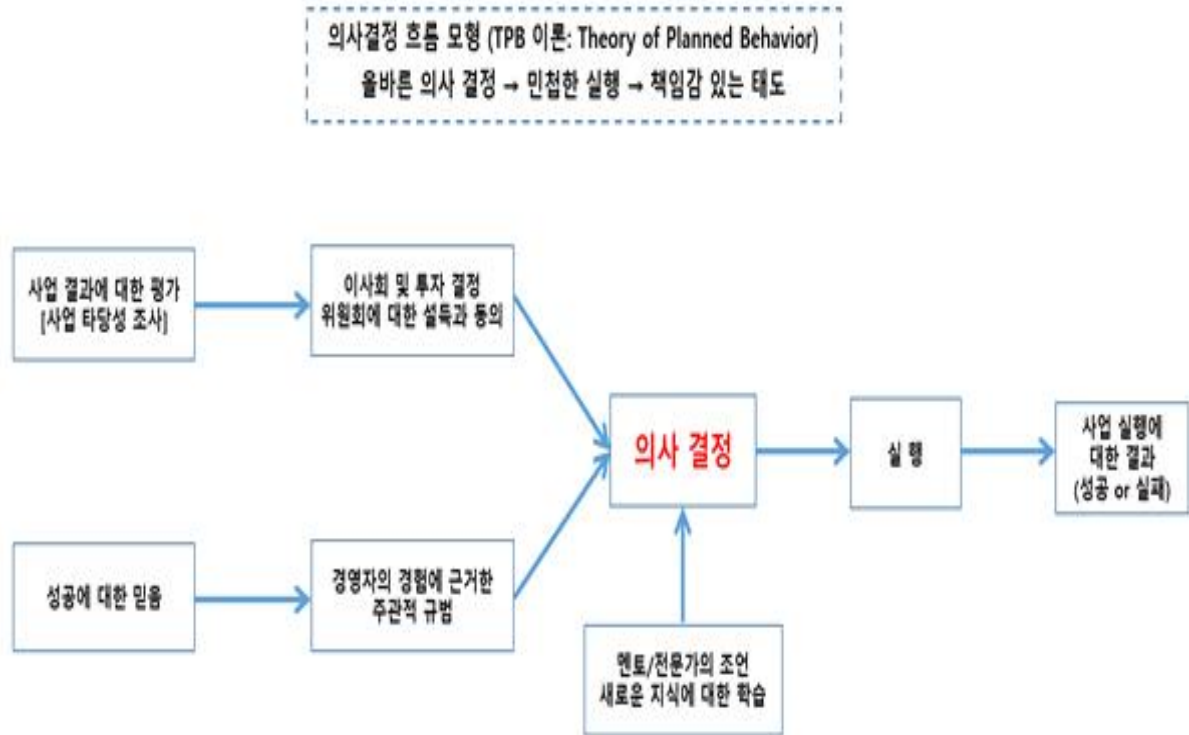 의사결정 흐름 모형 (TPB 이론: Theory of Planned Behavior)
올바른 의사 결정 → 민첩한 실행 → 책임감 있는 태도
사업 결과에 대한 평가
[사업 타당성 조사]
이사회 및 투자 결정
위원회에 대한 설득과 동의
의사 결정
실 행
사업 실행에
대한 결과
(성공 or 실패)
성공에 대한 믿음
경영자의 경험에 근거한
주관적 규범
멘토/전문가의 조언
새로운 지식에 대한 학습